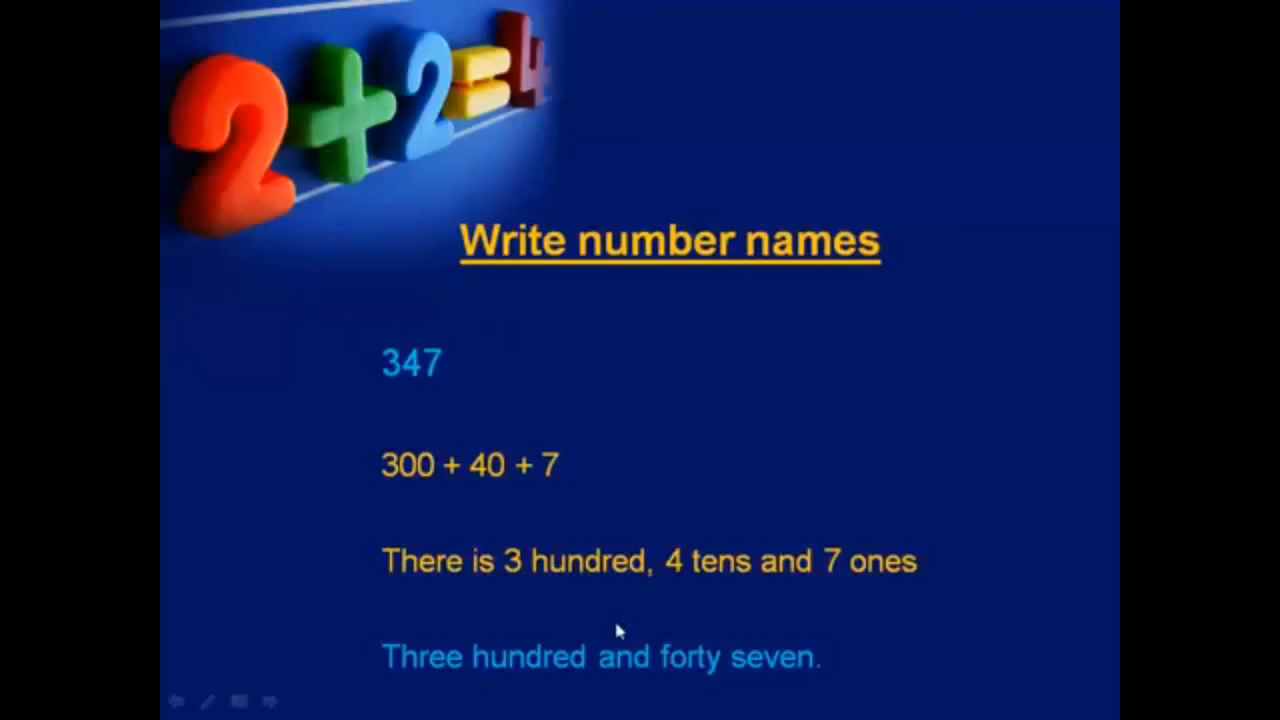 2+2=4
Write number names
347
300 + 40 + 7
There is 3 hundred, 4 tens and 7 ones
Three hundred and forty seven.